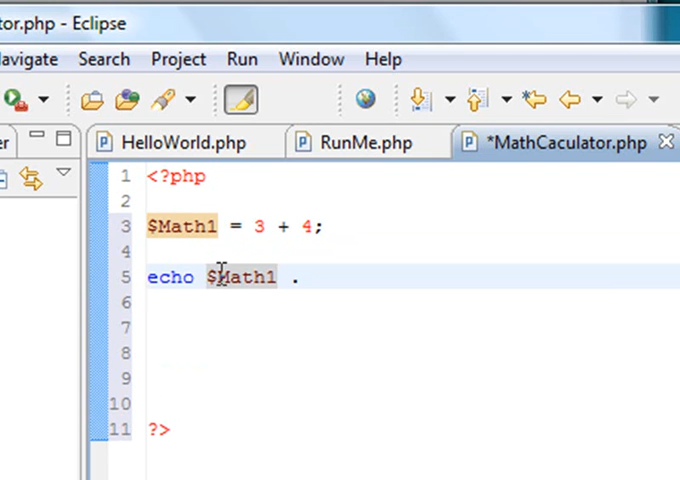 tor.php - Eclipse
Navigate Search Project Run Window Help
HelloWorld.php RunMe.php *MathCaculator.php
1 <?php
2
3 $Math1 = 3 + 4;
4
5 echo $Math1 .
6
7
8
9
10
11 ?>